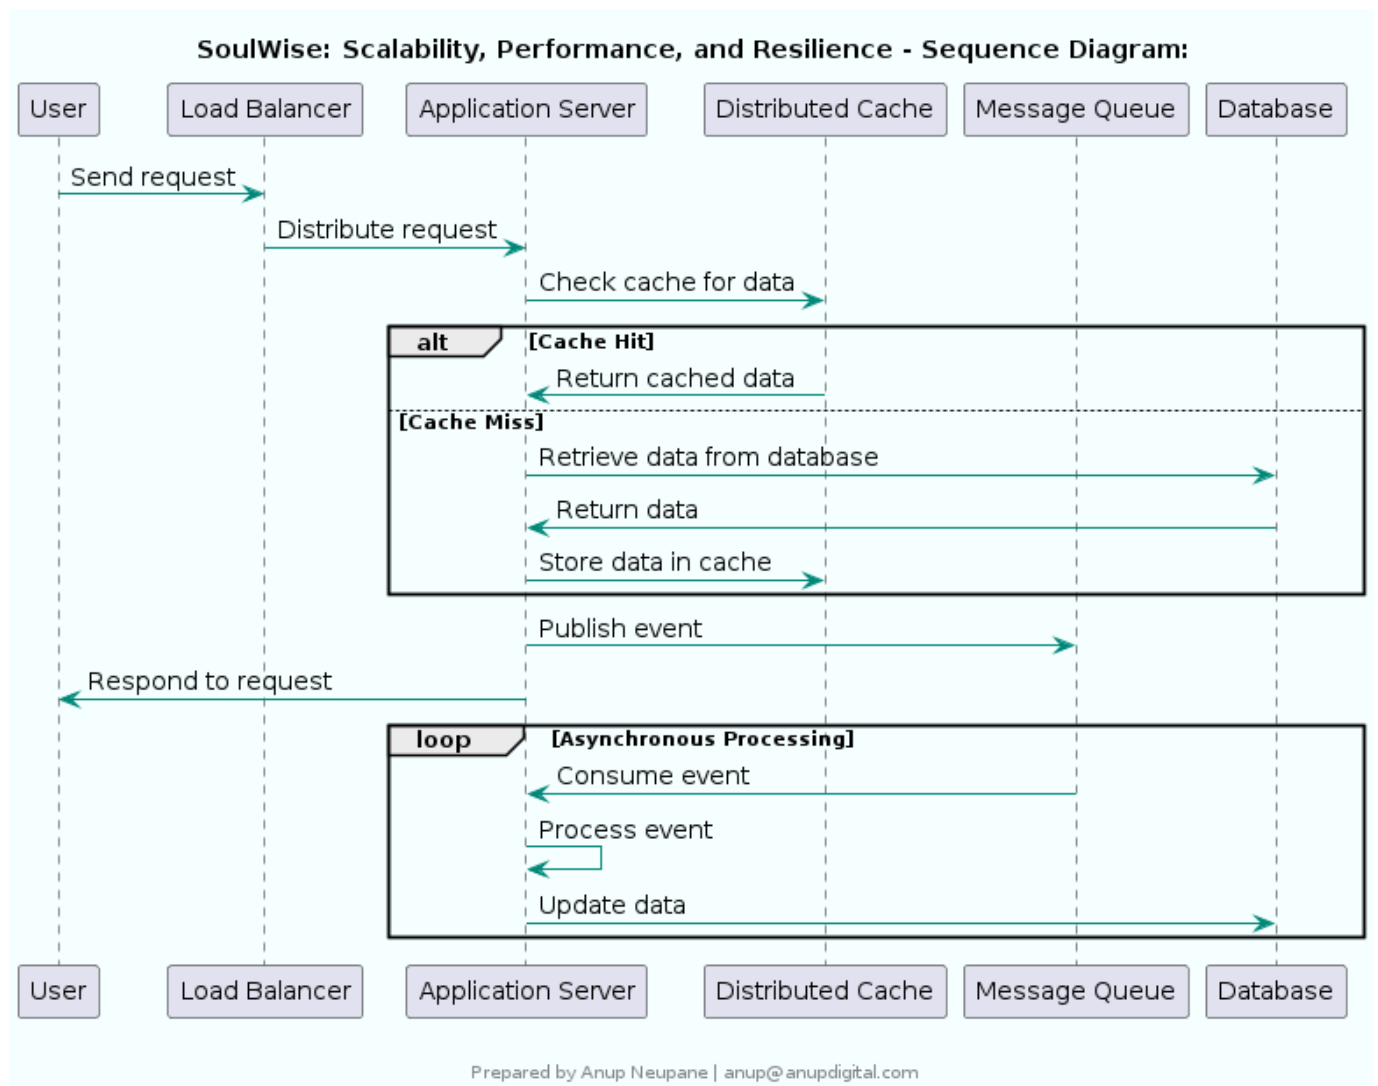 SoulWise: Scalability, Performance, and Resilience - Sequence Diagram:
User
Load Balancer
Application Server
Distributed Cache
Message Queue
Database
Send request
Distribute request
Check cache for data
alt
[Cache Hit]
Return cached data
[Cache Miss]
Retrieve data from database
Return data
Store data in cache
Publish event
Respond to request
loop
[Asynchronous Processing]
Consume event
Process event
Update data
User
Load Balancer
Application Server
Distributed Cache
Message Queue
Database
Prepared by Anup Neupane | anup@anupdigital.com